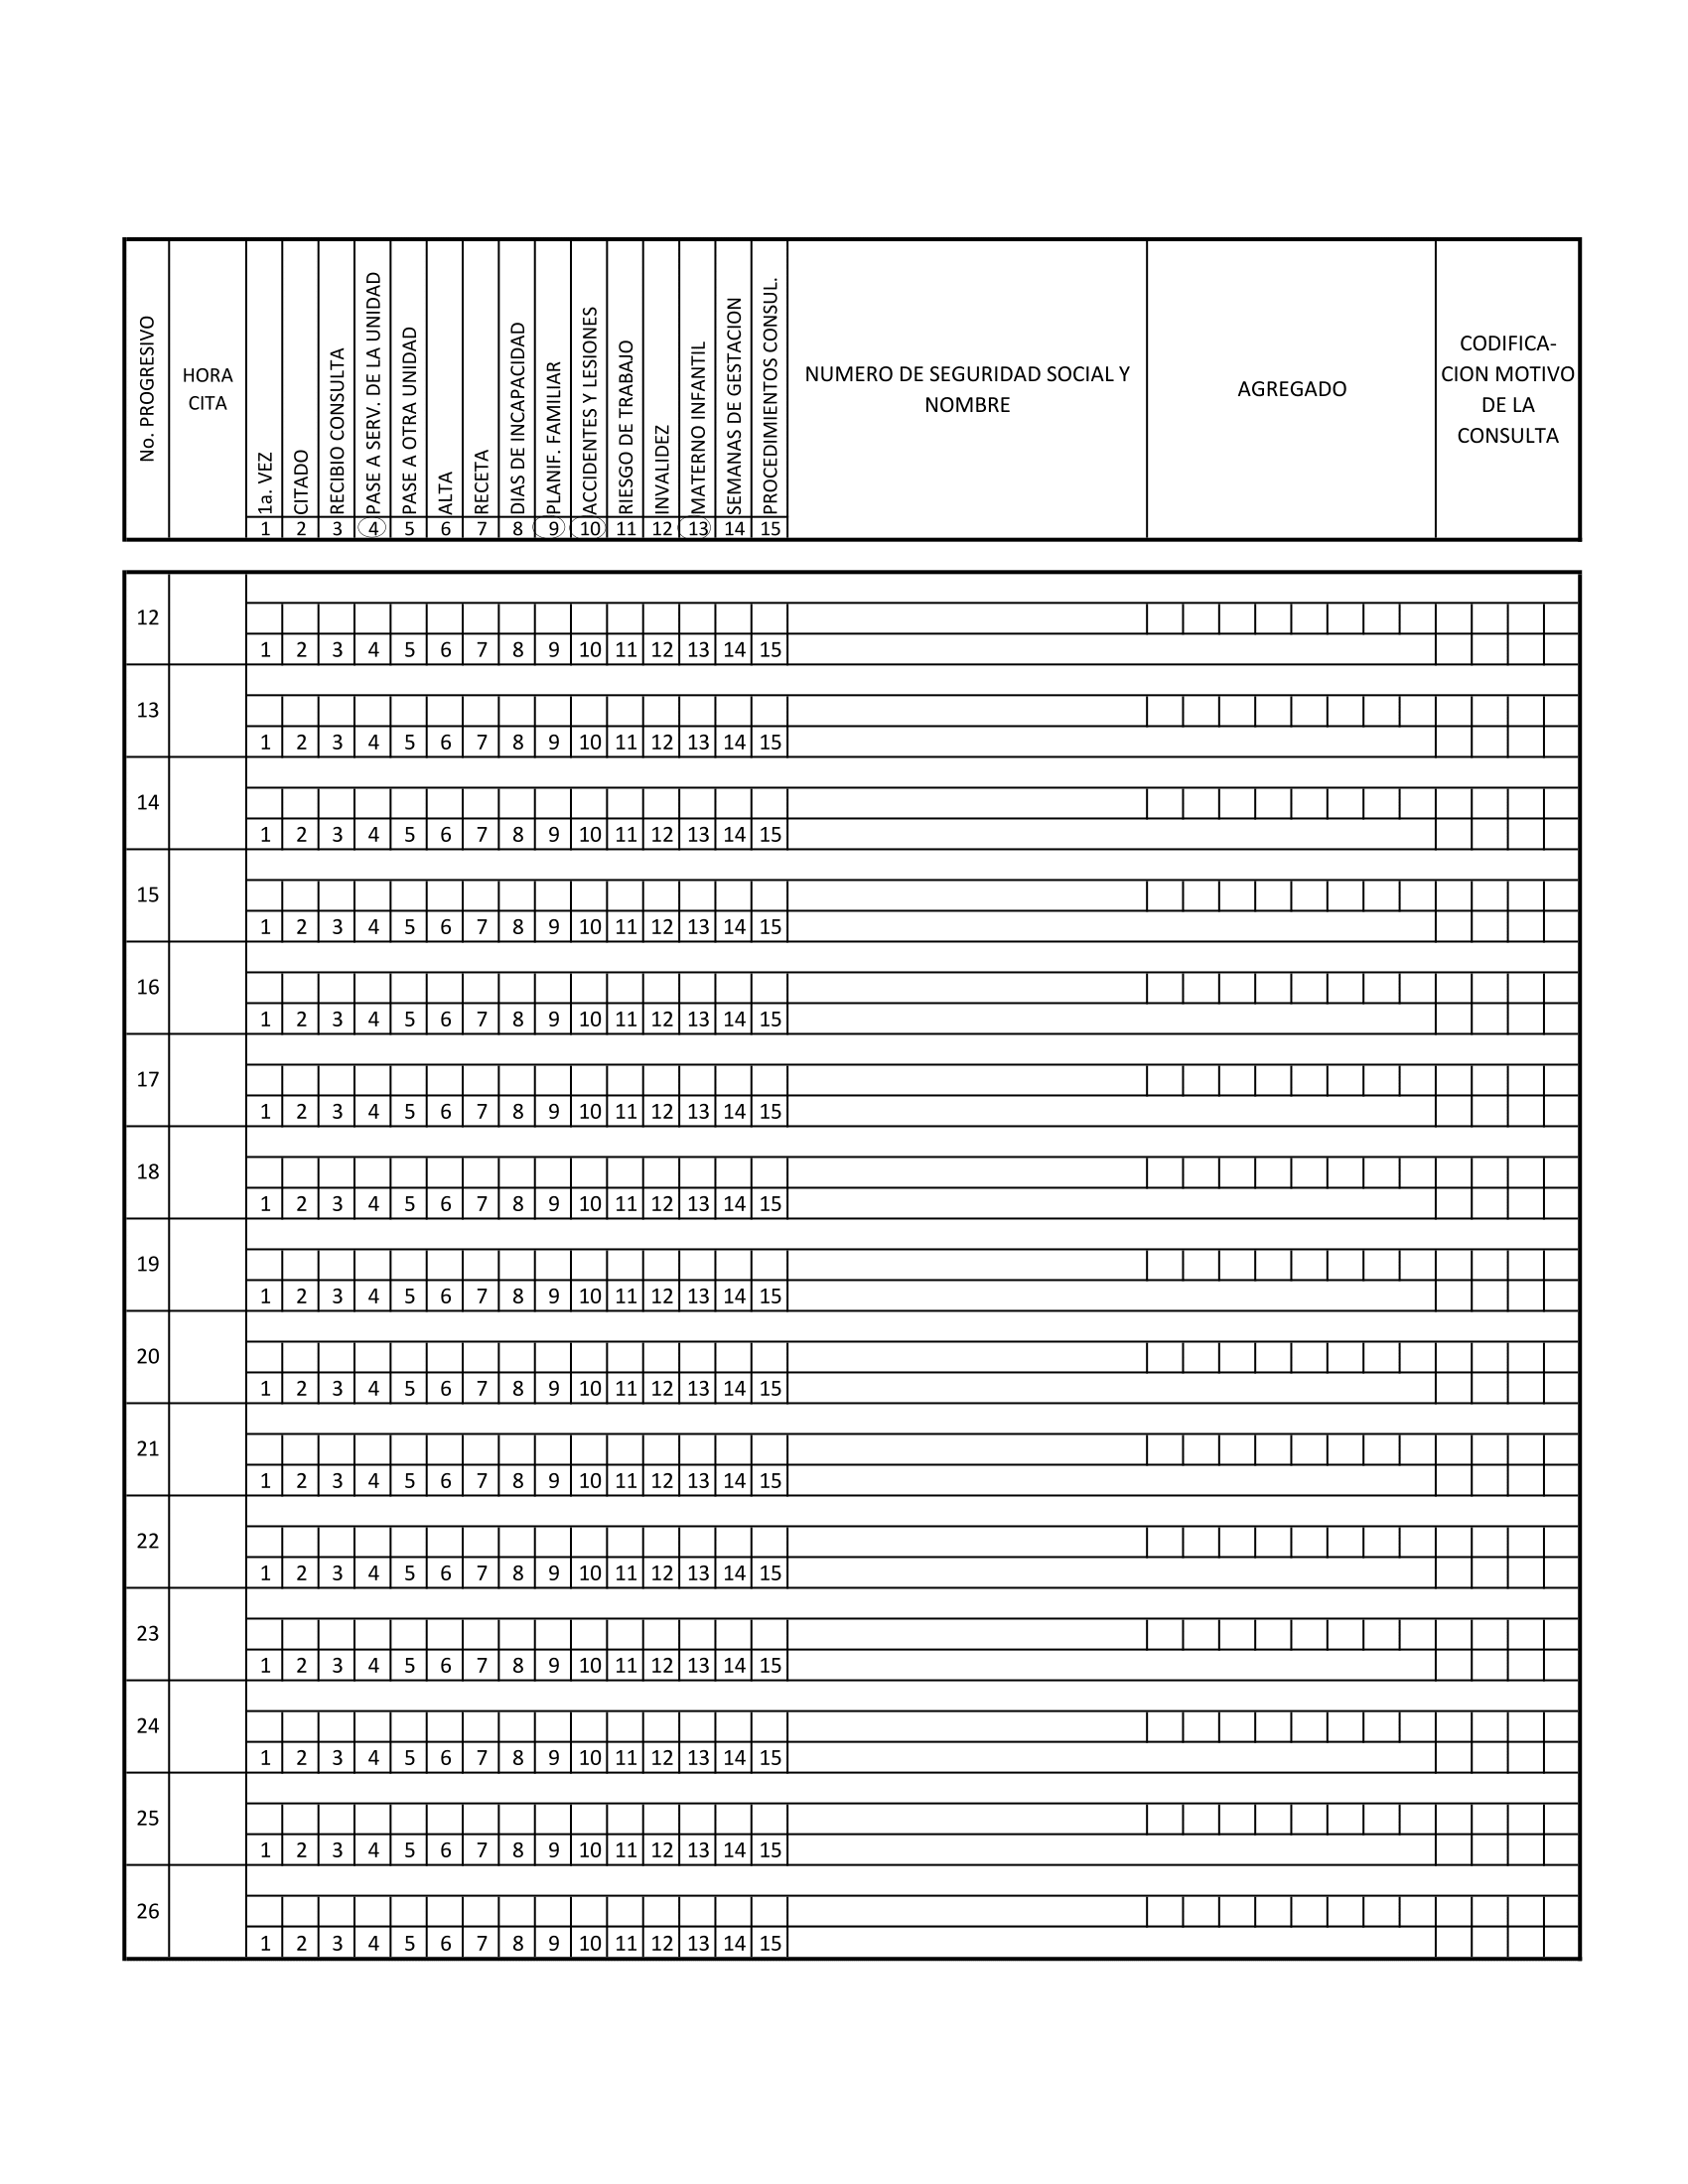 No. PROGRESIVO
HORA
CITA
1a. VEZ
CITADO
RECIBIO CONSULTA
PASE A SERV. DE LA UNIDAD
PASE A OTRA UNIDAD
ALTA
RECETA
DIAS DE INCAPACIDAD
PLANIF. FAMILIAR
ACCIDENTES Y LESIONES
RIESGO DE TRABAJO
INVALIDEZ
MATERNO INFANTIL
SEMANAS DE GESTACION
PROCEDIMIENTOS CONSUL.
NUMERO DE SEGURIDAD SOCIAL Y
NOMBRE
AGREGADO
CODIFICA-
CION MOTIVO
DE LA
CONSULTA
1 2 3 4 5 6 7 8 9 10 11 12 13 14 15
12
1 2 3 4 5 6 7 8 9 10 11 12 13 14 15
13
1 2 3 4 5 6 7 8 9 10 11 12 13 14 15
14
1 2 3 4 5 6 7 8 9 10 11 12 13 14 15
15
1 2 3 4 5 6 7 8 9 10 11 12 13 14 15
16
1 2 3 4 5 6 7 8 9 10 11 12 13 14 15
17
1 2 3 4 5 6 7 8 9 10 11 12 13 14 15
18
1 2 3 4 5 6 7 8 9 10 11 12 13 14 15
19
1 2 3 4 5 6 7 8 9 10 11 12 13 14 15
20
1 2 3 4 5 6 7 8 9 10 11 12 13 14 15
21
1 2 3 4 5 6 7 8 9 10 11 12 13 14 15
22
1 2 3 4 5 6 7 8 9 10 11 12 13 14 15
23
1 2 3 4 5 6 7 8 9 10 11 12 13 14 15
24
1 2 3 4 5 6 7 8 9 10 11 12 13 14 15
25
1 2 3 4 5 6 7 8 9 10 11 12 13 14 15
26
1 2 3 4 5 6 7 8 9 10 11 12 13 14 15